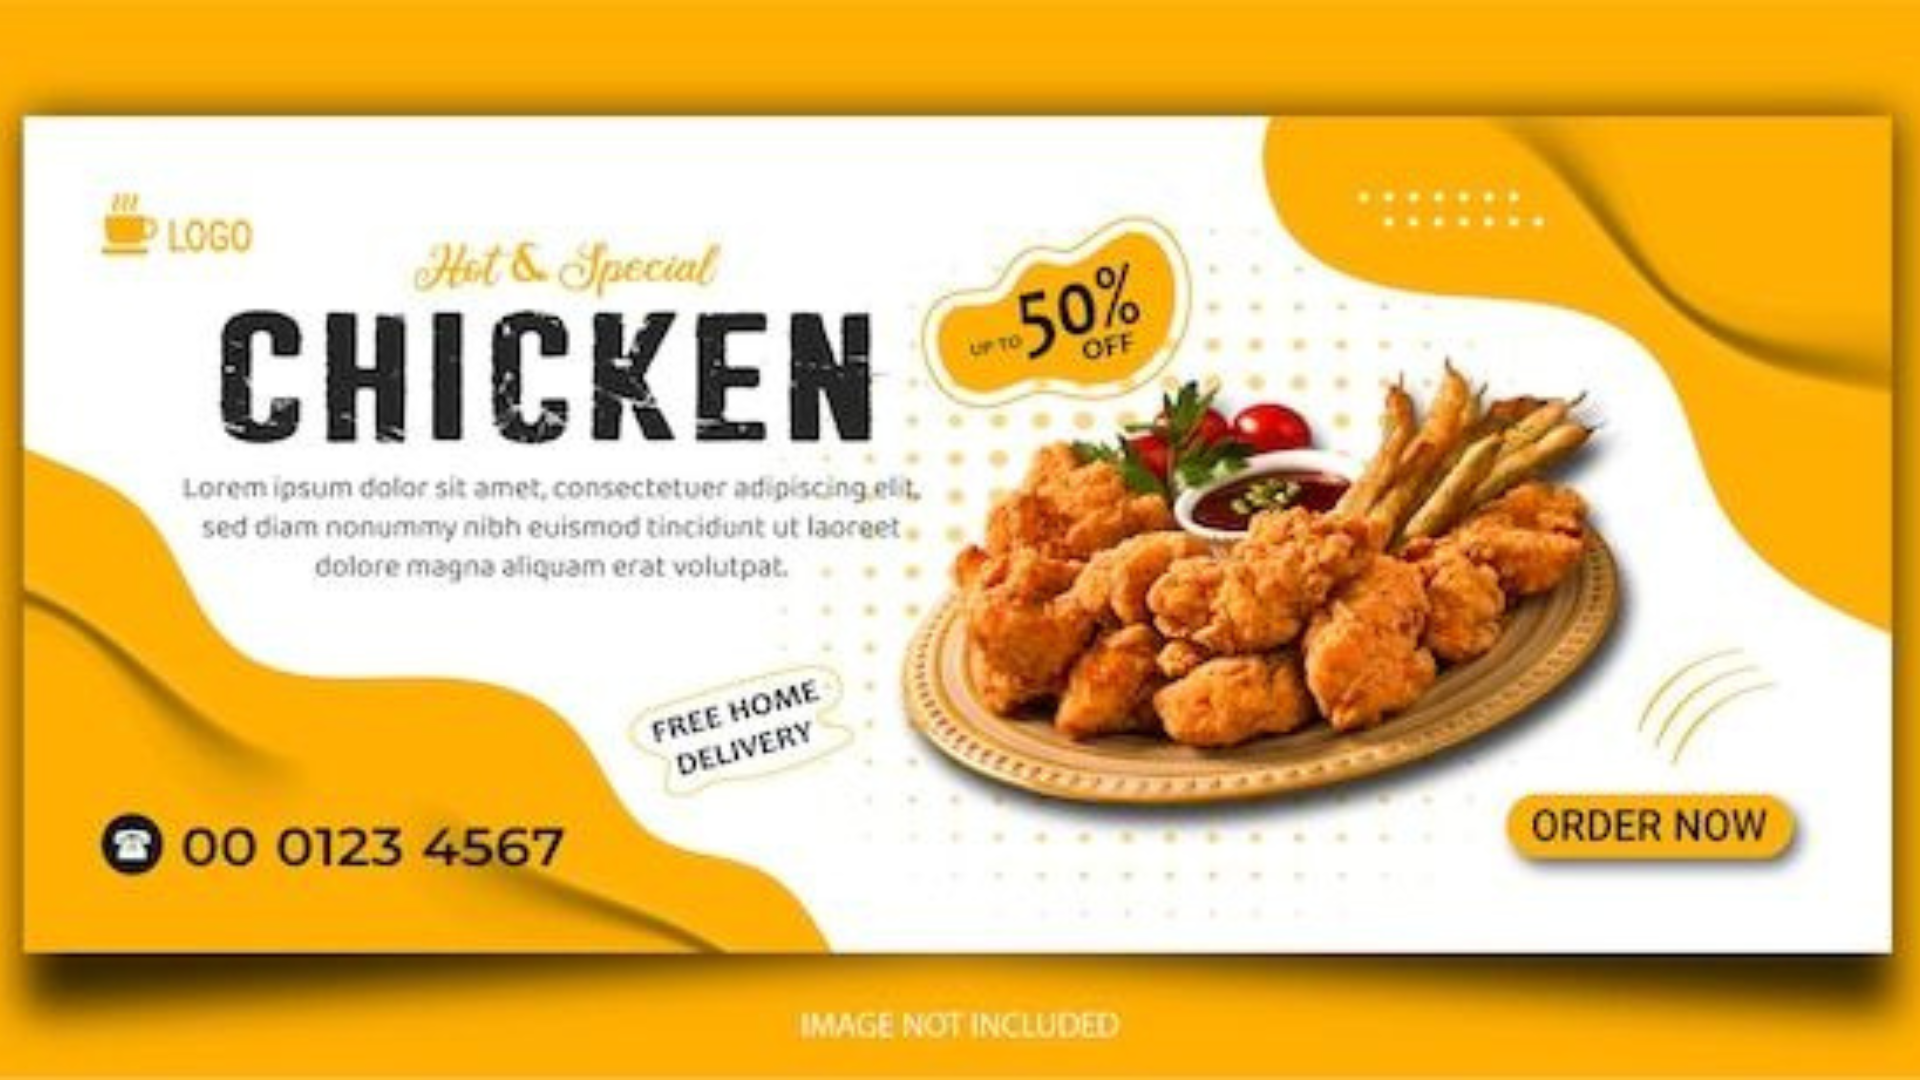 LOGO
Hot & Special
CHICKEN
Lorem ipsum dolor sit amet, consectetuer adipiscing elit,
sed diam nonummy nibh euismod tincidunt ut laoreet
dolore magna aliquam erat volutpat.
UP TO 50%
OFF
FREE HOME
DELIVERY
00 0123 4567
ORDER NOW
IMAGE NOT INCLUDED